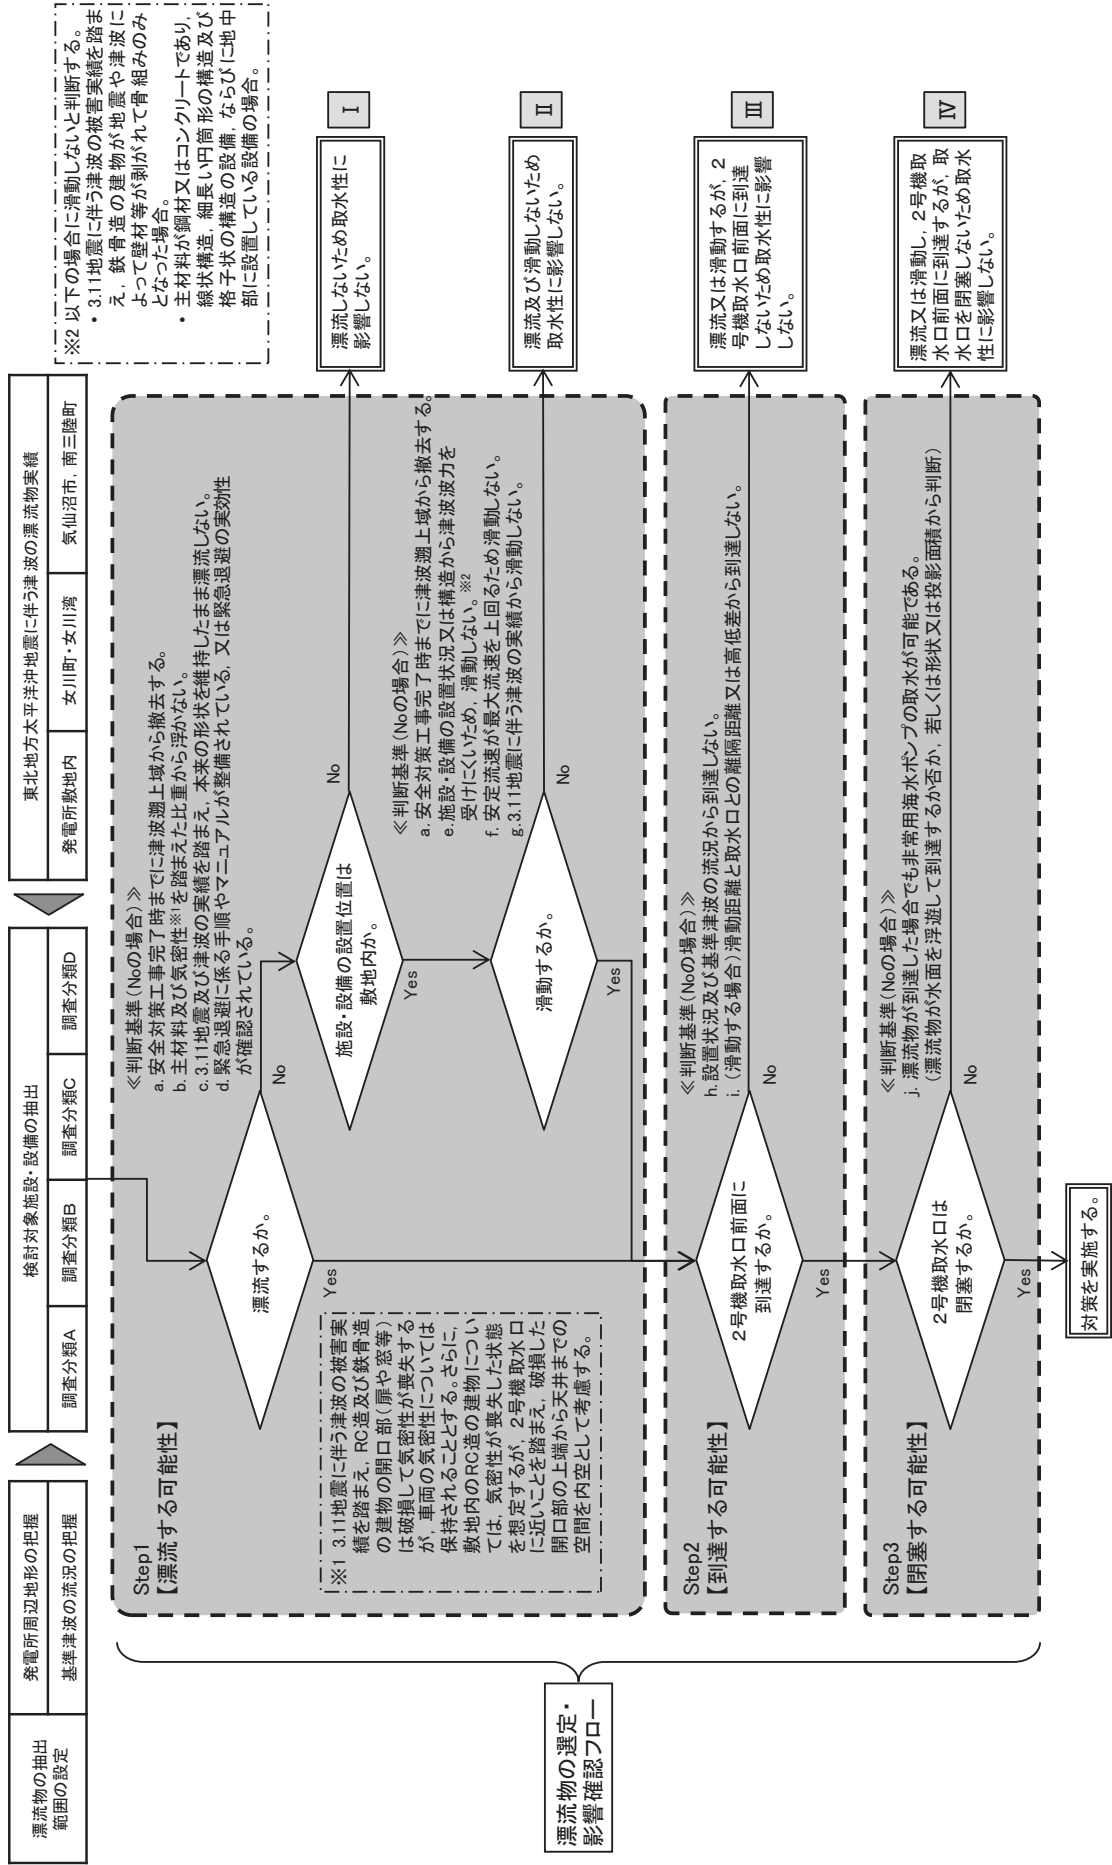 漂流物の抽出
範囲の設定
発電所周辺地形の把握
基準津波の流況の把握
検討対象施設・設備の抽出
調査分類A
調査分類B
調査分類C
調査分類D
東北地方太平洋沖地震に伴う津波の漂流物実績
発電所敷地内
女川町・女川湾
気仙沼市，南三陸町
※2 以下の場合に滑動しないと判断する。
・3.11地震に伴う津波の被害実績を踏ま
え，鉄骨造の建物が地震や津波に
よって壁材等が剥がれて骨組みのみ
となった場合。
・主材料が鋼材又はコンクリートであり，
線状構造，細長い円筒形の構造及び
格子状の構造の設備，ならびに地中
部に設置している設備の場合。
漂流物の選定・
影響確認フロー
Step1
【漂流する可能性】
漂流するか。
≪判断基準（Noの場合）≫
a. 安全対策工事完了時までに津波遡上域から撤去する。
b. 主材料及び気密性※1を踏まえた比重から浮かない。
c. 3.11地震及び津波の実績を踏まえ，本来の形状を維持したまま漂流しない。
d. 緊急退避に係る手順やマニュアルが整備されている，又は緊急退避の実効性
が確認されている。
No
Yes
※1 3.11地震に伴う津波の被害実
績を踏まえ，RC造及び鉄骨造
の建物の開口部（扉や窓等）
は破損して気密性が喪失する
が，車両の気密性については
保持されることとする。さらに，
敷地内のRC造の建物につい
ては，気密性が喪失した状態
を想定するが，2号機取水口
に近いことを踏まえ，破損した
開口部の上端から天井までの
空間を内空として考慮する。
施設・設備の設置位置は
敷地内か。
No
Yes
漂流しないため取水性に
影響しない。
Ⅰ
≪判断基準（Noの場合）≫
a. 安全対策工事完了時までに津波遡上域から撤去する。
e. 施設・設備の設置状況又は構造から津波波力を
受けにくいため，滑動しない。※2
f. 安定流速が最大流速を上回るため滑動しない。
g. 3.11地震に伴う津波の実績から滑動しない。
滑動するか。
No
Yes
漂流及び滑動しないため
取水性に影響しない。
Ⅱ
Step2
【到達する可能性】
2号機取水口前面に
到達するか。
≪判断基準（Noの場合）≫
h. 設置状況及び基準津波の流況から到達しない。
i. （滑動する場合）滑動距離と取水口との離隔距離又は高低差から到達しない。
No
Yes
漂流又は滑動するが，2
号機取水口前面に到達
しないため取水性に影響
しない。
Ⅲ
Step3
【閉塞する可能性】
2号機取水口は
閉塞するか。
≪判断基準（Noの場合）≫
j. 漂流物が到達した場合でも非常用海水ポンプの取水が可能である。
（漂流物が水面を浮遊して到達するか否か，若しくは形状又は投影面積から判断）
No
Yes
漂流又は滑動し，2号機取
水口前面に到達するが，取
水口を閉塞しないため取水
性に影響しない。
Ⅳ
対策を実施する。